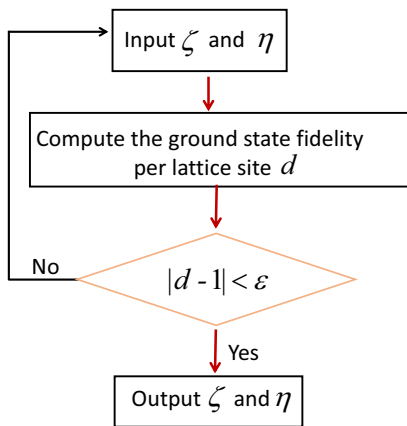 Input ζ and η
Compute the ground state fidelity
per lattice site d
No
|d - 1| < ε
Yes
Output ζ and η